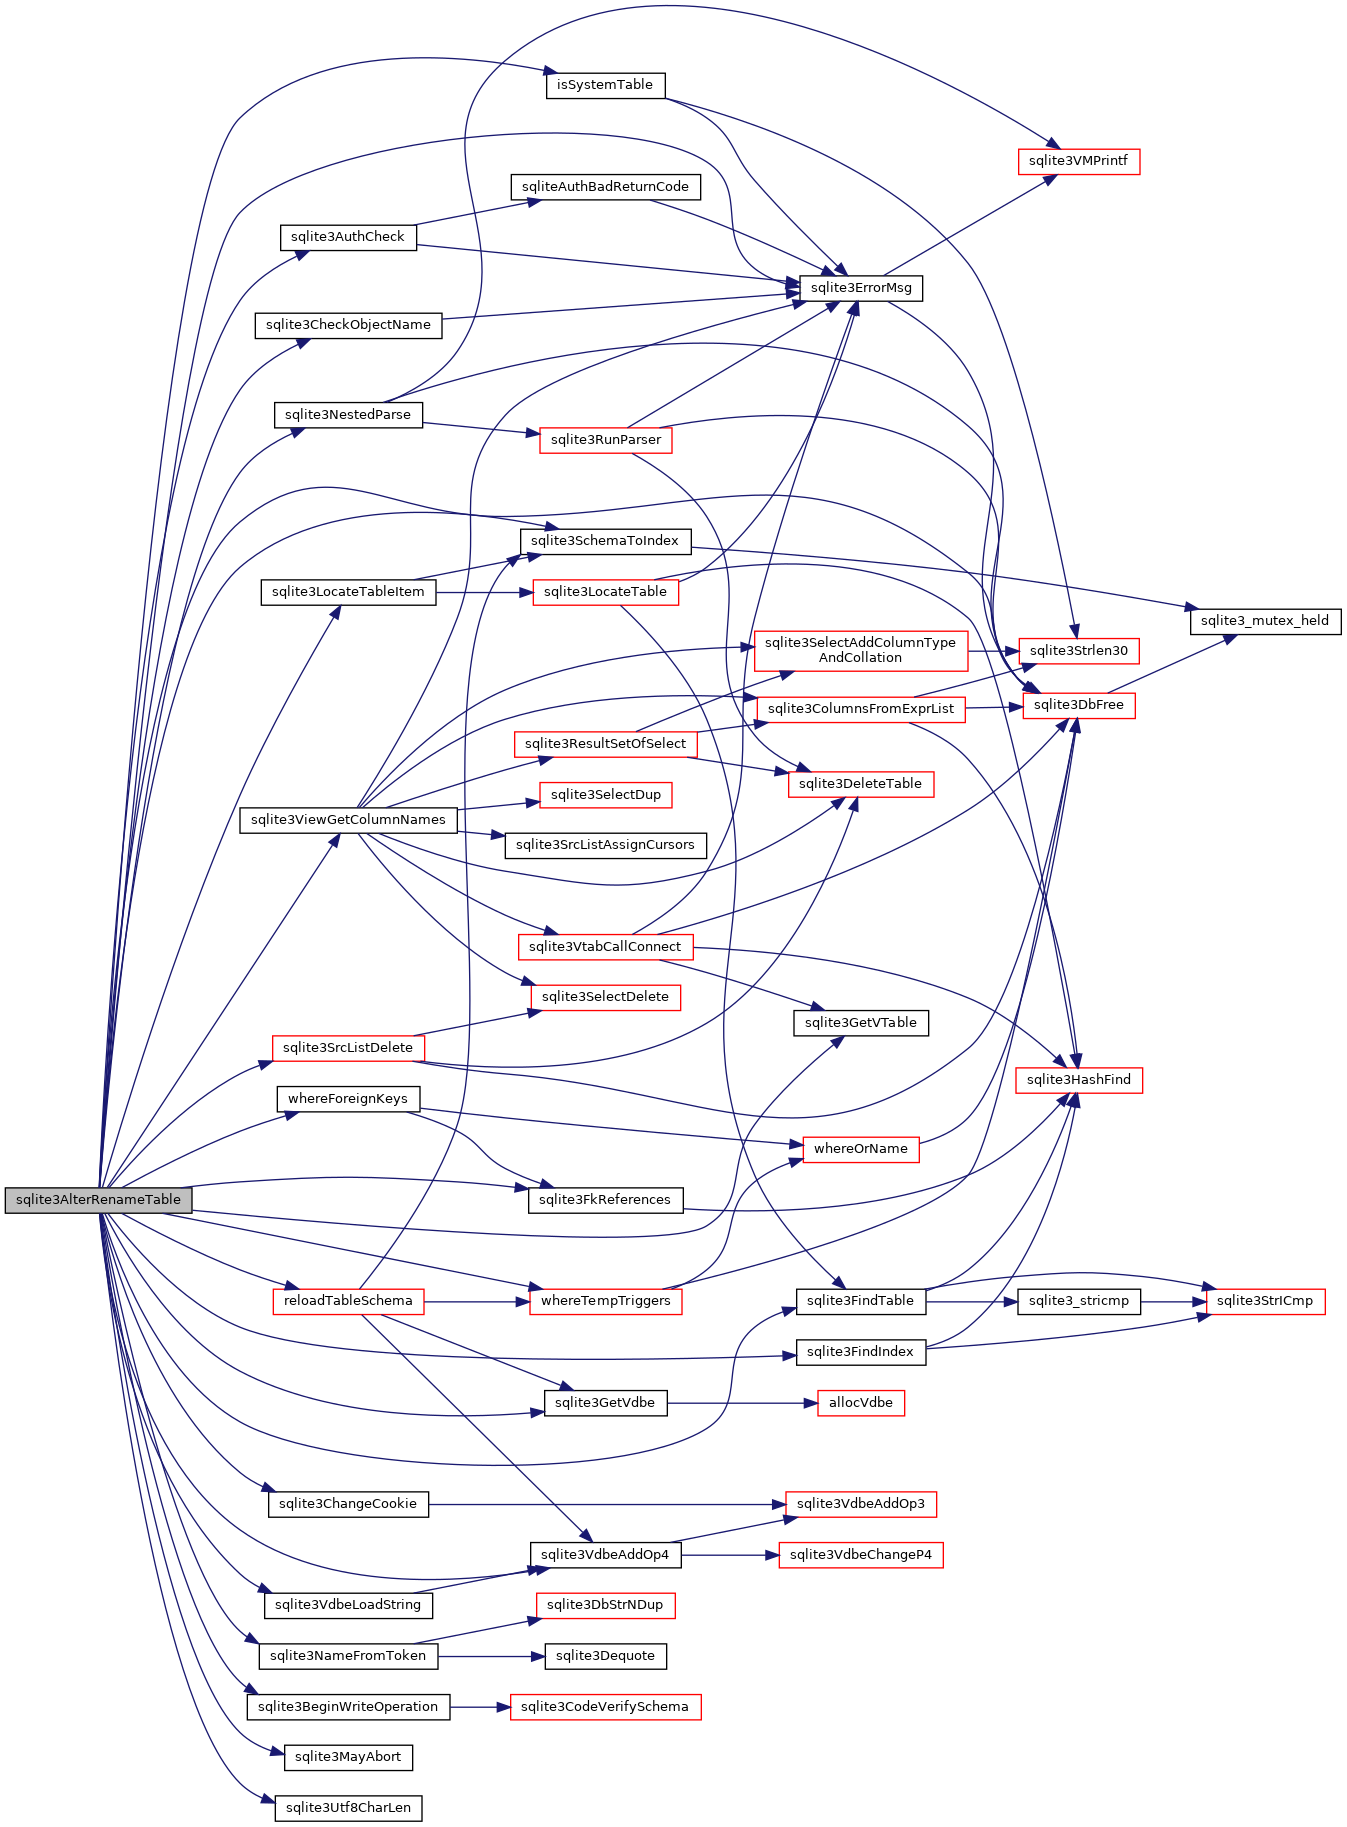 isSystemTable
sqlite3VMPrintf
sqliteAuthBadReturnCode
sqlite3AuthCheck
sqlite3ErrorMsg
sqlite3CheckObjectName
sqlite3NestedParse
sqlite3RunParser
sqlite3SchemaToIndex
sqlite3LocateTableItem
sqlite3LocateTable
sqlite3_mutex_held
sqlite3SelectAddColumnType
AndCollation
sqlite3Strlen30
sqlite3DbFree
sqlite3ColumnsFromExprList
sqlite3ResultSetOfSelect
sqlite3DeleteTable
sqlite3SelectDup
sqlite3ViewGetColumnNames
sqlite3SrcListAssignCursors
sqlite3VtabCallConnect
sqlite3SelectDelete
sqlite3GetVTable
sqlite3SrcListDelete
sqlite3HashFind
whereForeignKeys
whereOrName
sqlite3AlterRenameTable
sqlite3FkReferences
reloadTableSchema
whereTempTriggers
sqlite3FindTable
sqlite3_stricmp
sqlite3StrICmp
sqlite3FindIndex
sqlite3GetVdbe
allocVdbe
sqlite3ChangeCookie
sqlite3VdbeAddOp3
sqlite3VdbeAddOp4
sqlite3VdbeChangeP4
sqlite3VdbeLoadString
sqlite3DbStrNDup
sqlite3NameFromToken
sqlite3Dequote
sqlite3BeginWriteOperation
sqlite3CodeVerifySchema
sqlite3MayAbort
sqlite3Utf8CharLen